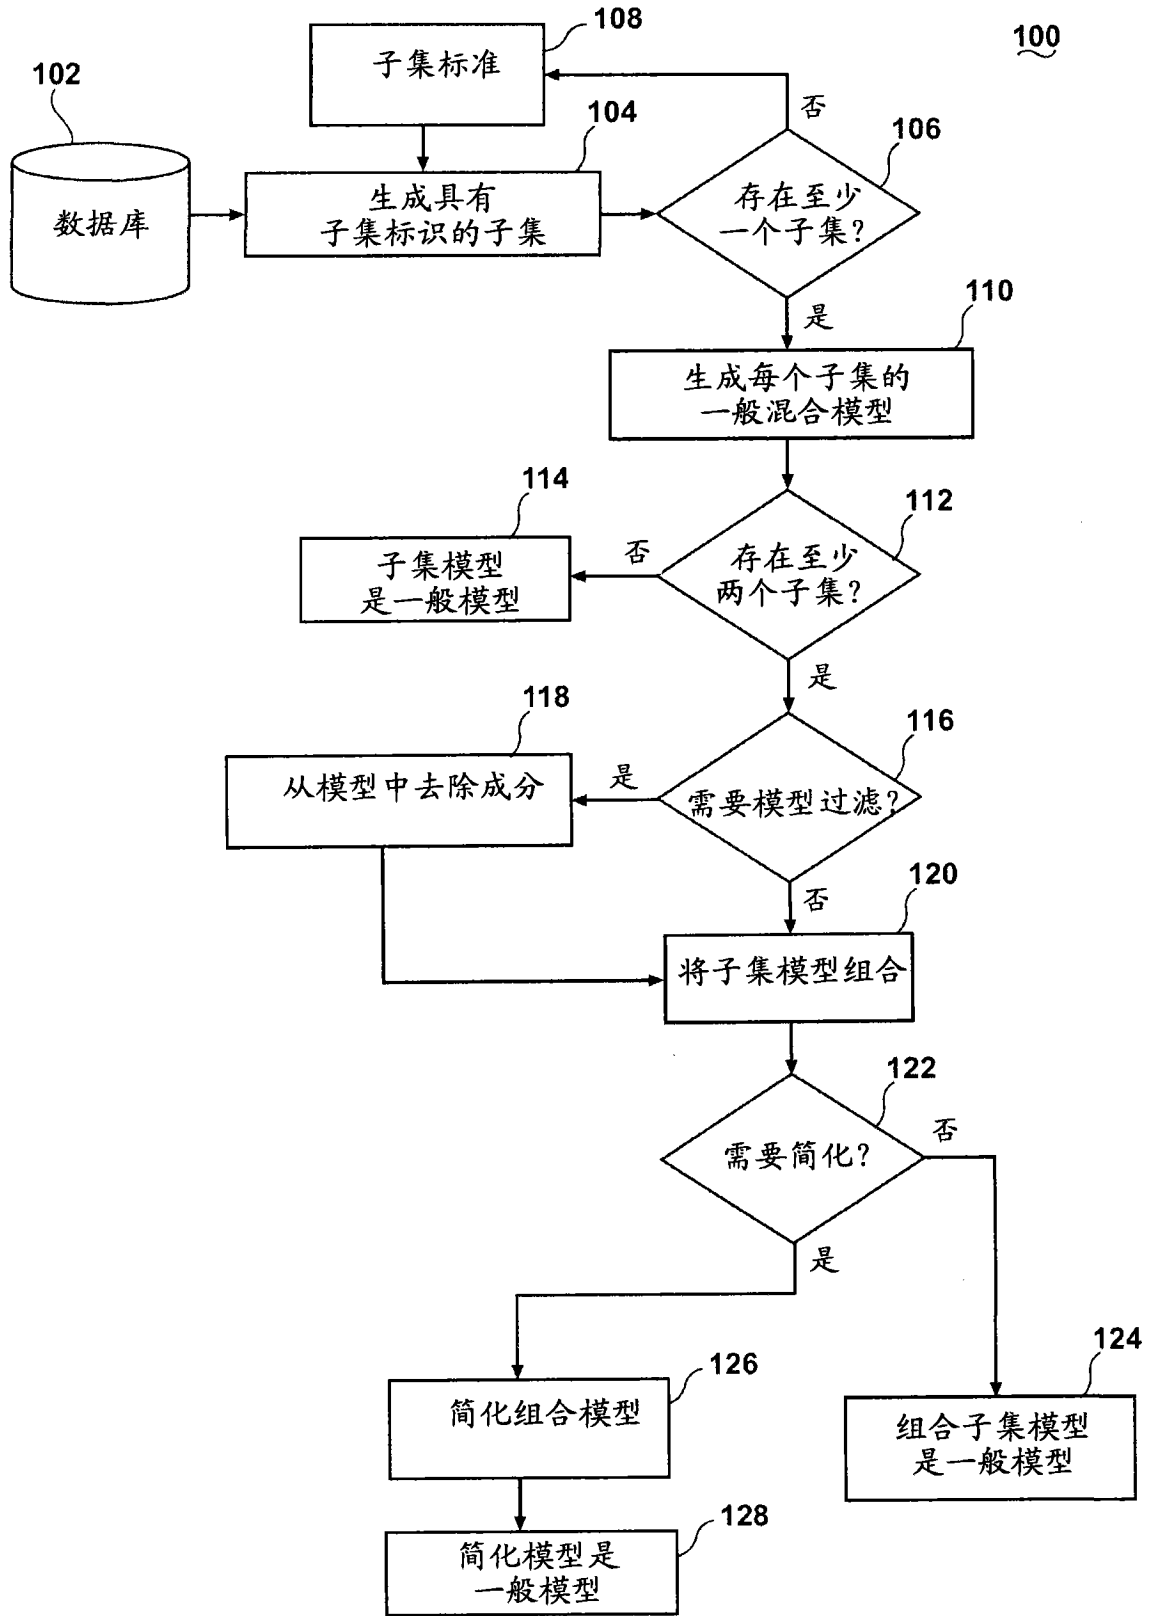 100
108
子集标准
102
数据库
104
生成具有
子集标识的子集
否
106
存在至少
一个子集？
是
110
生成每个子集的
一般混合模型
112
存在至少
两个子集？
否
114
子集模型
是一般模型
是
116
需要模型过滤？
是
118
从模型中去除成分
否
120
将子集模型组合
122
需要简化？
否
是
124
组合子集模型
是一般模型
126
简化组合模型
128
简化模型是
一般模型